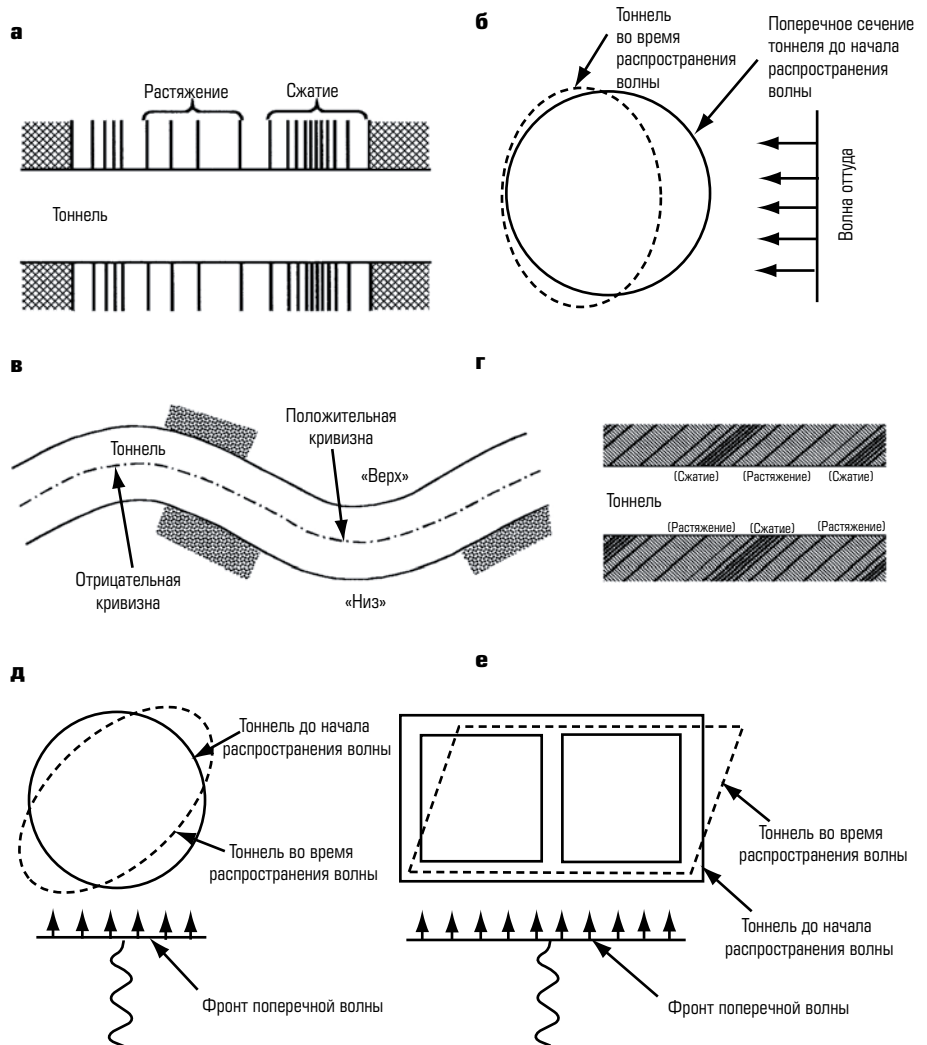 а
Растяжение
Сжатие
Тоннель
б
Тоннель
во время
распространения
волны
Поперечное сечение
тоннеля до начала
распространения
волны
Волна оттуда
в
Тоннель
Положительная
кривизна
«Верх»
Отрицательная
кривизна
«Низ»
г
(Сжатие)
(Растяжение)
(Сжатие)
Тоннель
(Растяжение)
(Сжатие)
(Растяжение)
д
Тоннель до начала
распространения волны
Тоннель во время
распространения волны
Фронт поперечной волны
е
Тоннель во время
распространения волны
Тоннель до начала
распространения волны
Фронт поперечной волны